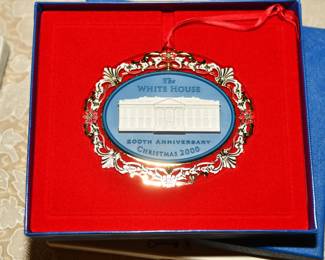 The
WHITE HOUSE
200TH ANNIVERSARY
CHRISTMAS 2000